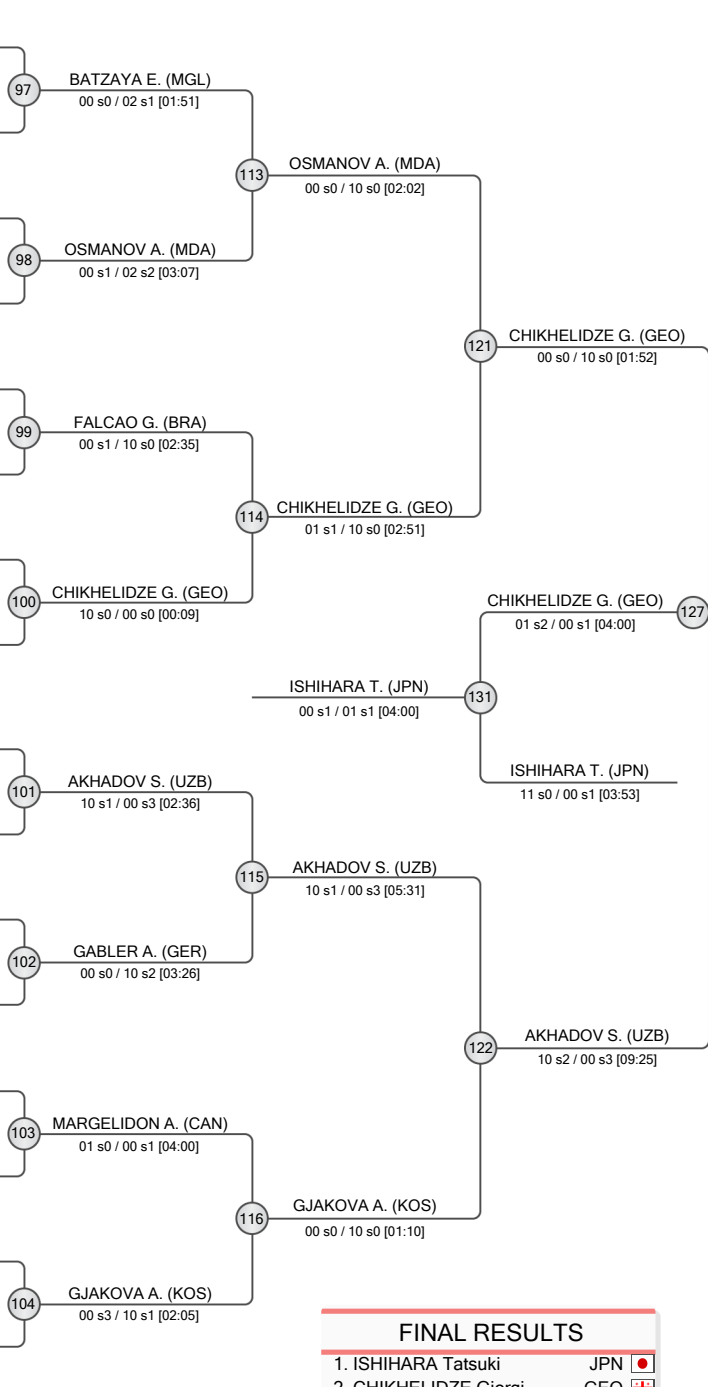 97
BATZAYA E. (MGL)
00 s0 / 02 s1 [01:51]
113
OSMANOV A. (MDA)
00 s0 / 10 s0 [02:02]
98
OSMANOV A. (MDA)
00 s1 / 02 s2 [03:07]
121
CHIKHELIDZE G. (GEO)
00 s0 / 10 s0 [01:52]
99
FALCAO G. (BRA)
00 s1 / 10 s0 [02:35]
114
CHIKHELIDZE G. (GEO)
01 s1 / 10 s0 [02:51]
100
CHIKHELIDZE G. (GEO)
10 s0 / 00 s0 [00:09]
CHIKHELIDZE G. (GEO)
01 s2 / 00 s1 [04:00]
127
ISHIHARA T. (JPN)
00 s1 / 01 s1 [04:00]
131
ISHIHARA T. (JPN)
11 s0 / 00 s1 [03:53]
101
AKHADOV S. (UZB)
10 s1 / 00 s3 [02:36]
115
AKHADOV S. (UZB)
10 s1 / 00 s3 [05:31]
102
GABLER A. (GER)
00 s0 / 10 s2 [03:26]
122
AKHADOV S. (UZB)
10 s2 / 00 s3 [09:25]
103
MARGELIDON A. (CAN)
01 s0 / 00 s1 [04:00]
116
GJAKOVA A. (KOS)
00 s0 / 10 s0 [01:10]
104
GJAKOVA A. (KOS)
00 s3 / 10 s1 [02:05]
FINAL RESULTS
1. ISHIHARA Tatsuki JPN
2. CHIKHELIDZE Giorgi GEO